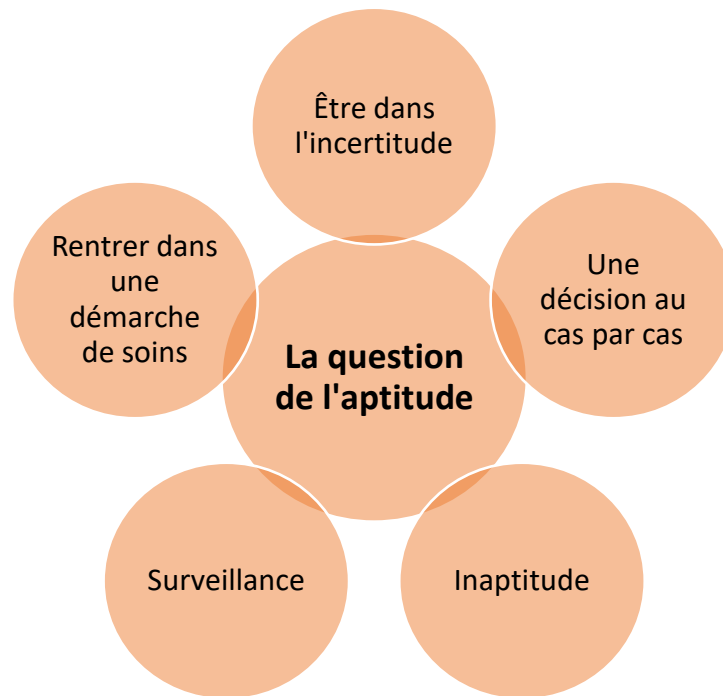 Être dans
l'incertitude
Rentrer dans
une
démarche
de soins
Une
décision au
cas par cas
La question
de l'aptitude
Surveillance
Inaptitude